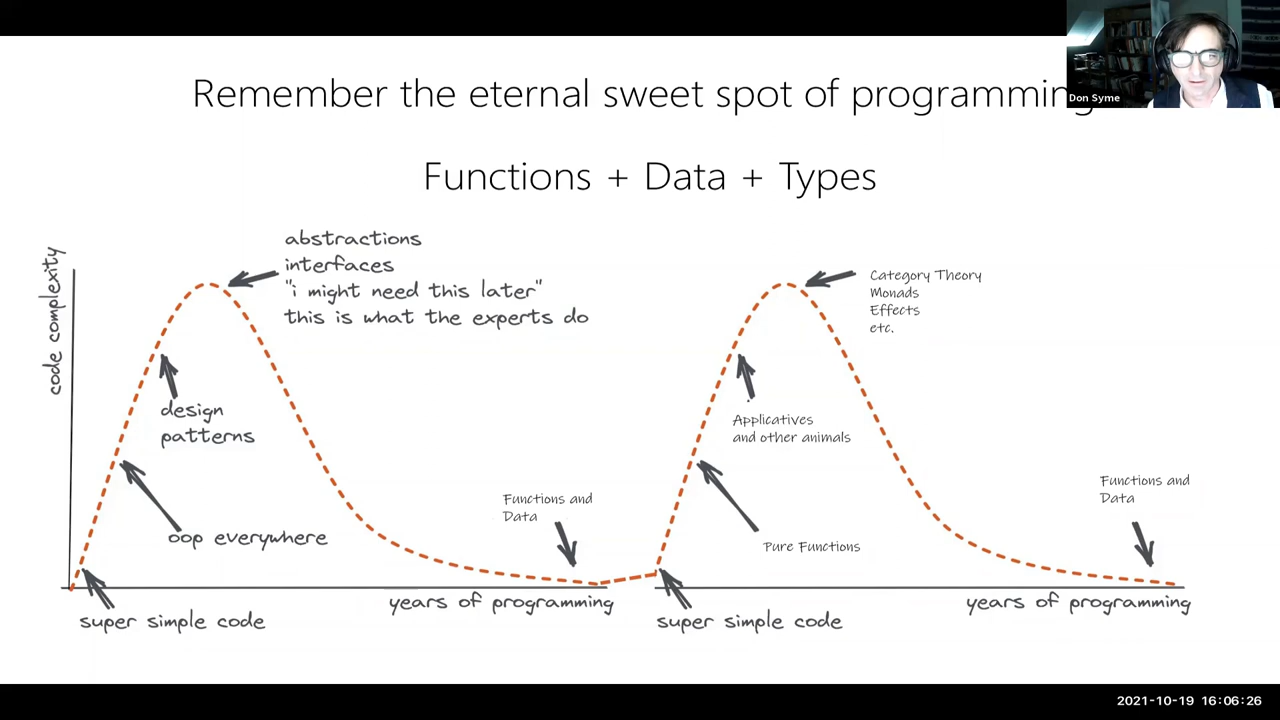 Remember the eternal sweet spot of programming
Don Syme
Functions + Data + Types
code complexity
abstractions
interfaces
"i might need this later"
this is what the experts do
design
patterns
oop everywhere
super simple code
Functions and
Data
years of programming
Category Theory
Monads
Effects
etc.
Applicatives
and other animals
Pure Functions
super simple code
Functions and
Data
years of programming
2021-10-19 16:06:26